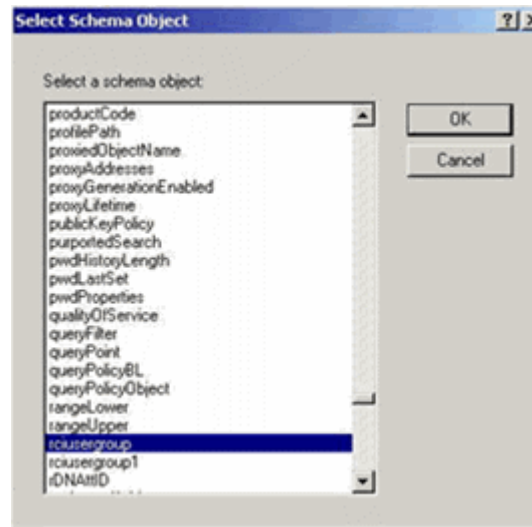 Select Schema Object
Select a schema object:
productCode
profilePath
proxiedObjectName
proxyAddresses
proxyGenerationEnabled
proxyLifetime
publicKeyPolicy
purportedSearch
pwdHistoryLength
pwdLastSet
pwdProperties
qualityOfService
queryFilter
queryPoint
queryPolicyBL
queryPolicyObject
rangeLower
rangeUpper
rciusergroup
rciusergroup1
rDNAttID
OK
Cancel